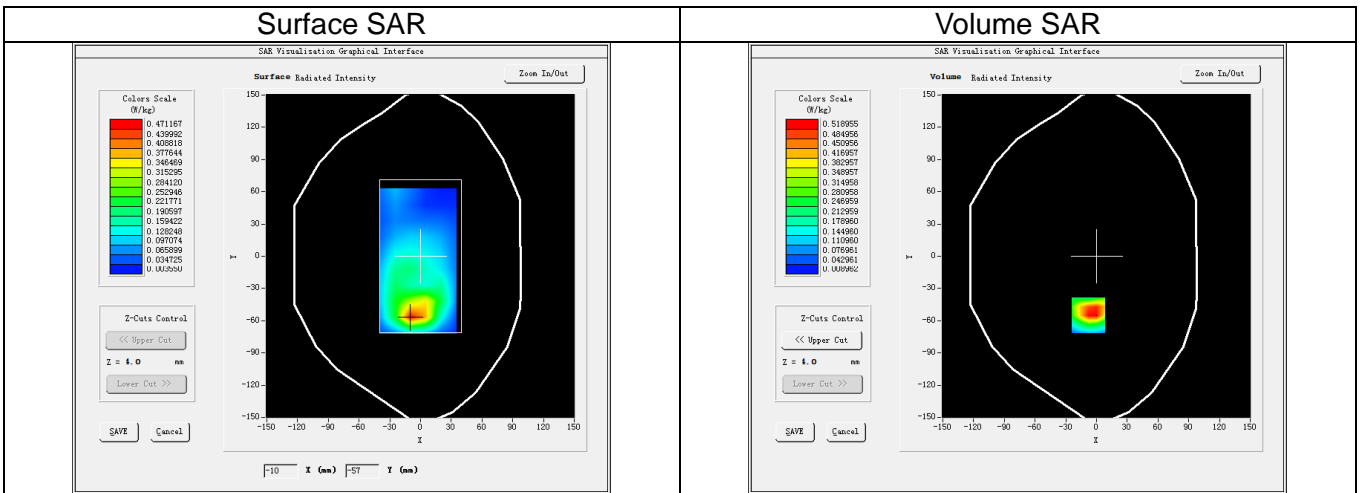 Surface SAR
Volume SAR
SAR Visualisation Graphical Interface
Surface Radiated Intensity
Zoom In/Out
Colors Scale
(W/kg)
0.471167
0.439992
0.408818
0.377644
0.346469
0.315295
0.284120
0.252946
0.221771
0.190597
0.159422
0.128248
0.097074
0.065899
0.034725
0.003550
Z-Cuts Control
<< Upper Cut
Z = 4.0 mm
Lower Cut >>
SAVE Cancel
150
120
90
60
30
0
-30
-60
-90
-120
-150
Y
-150 -120 -90 -60 -30 0 30 60 90 120 150
X
-10 X (mm) -57 Y (mm)
SAR Visualisation Graphical Interface
Volume Radiated Intensity
Zoom In/Out
Colors Scale
(W/kg)
0.518955
0.484956
0.450956
0.416957
0.382957
0.348957
0.314958
0.280958
0.246959
0.212959
0.178960
0.144960
0.110960
0.076961
0.042961
0.008962
Z-Cuts Control
<< Upper Cut
Z = 4.0 mm
Lower Cut >>
SAVE Cancel
150
120
90
60
30
0
-30
-60
-90
-120
-150
Y
-150 -120 -90 -60 -30 0 30 60 90 120 150
X